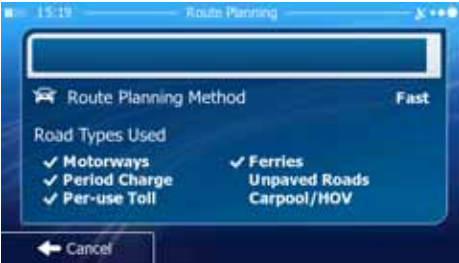 15:19 Route Planning
Route Planning Method Fast
Road Types Used
Motorways Ferries
Period Charge Unpaved Roads
Per-use Toll Carpool/HOV
Cancel